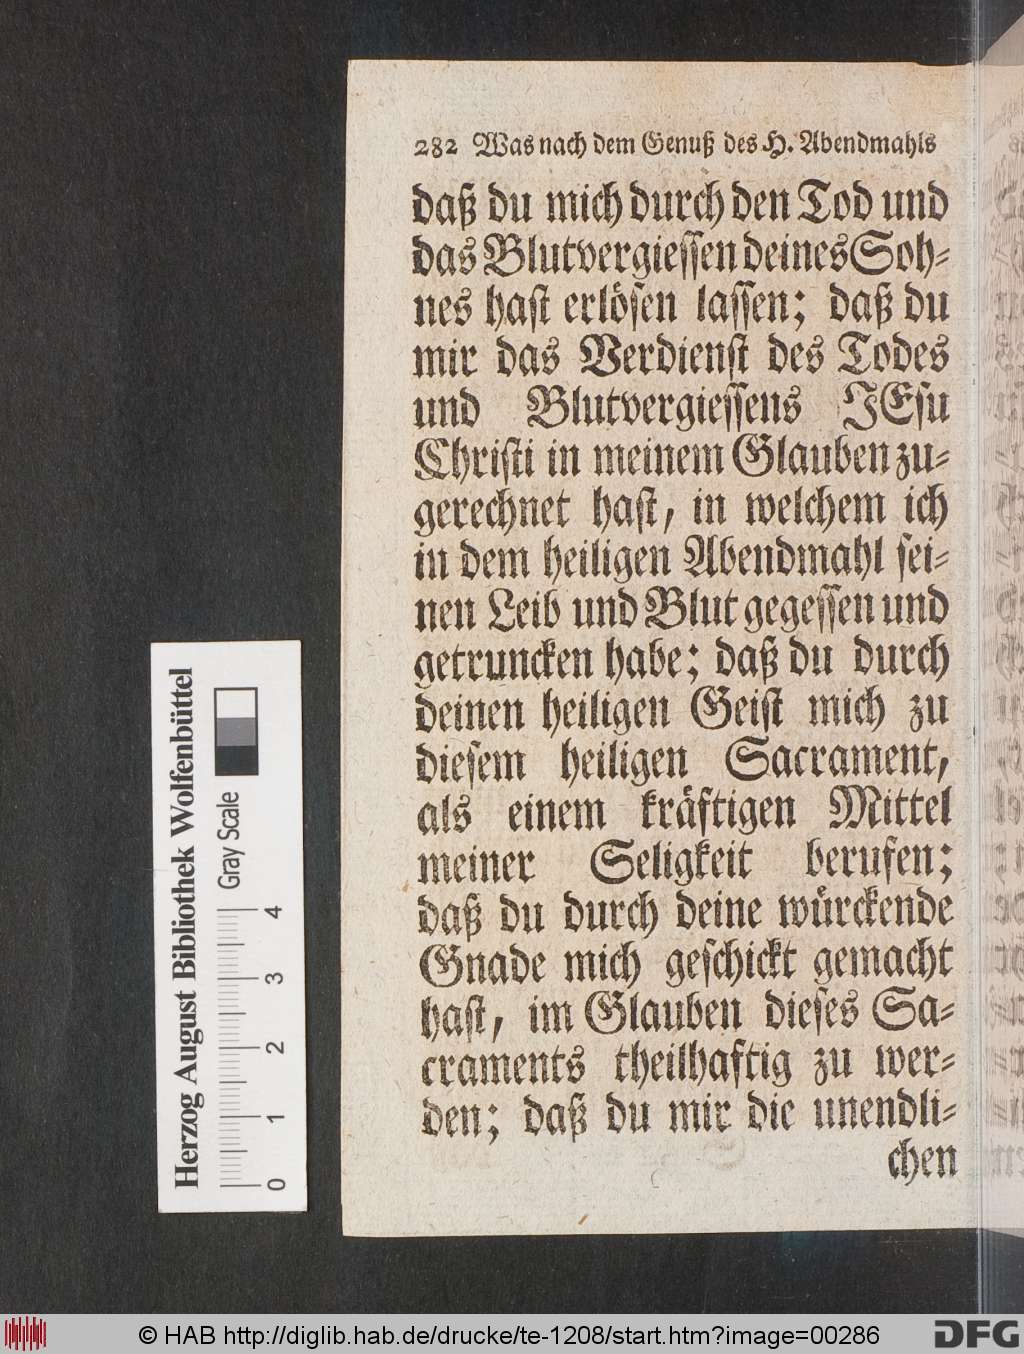 282 Was nach dem Genuß des H. Abendmahls
daß du mich durch den Tod und
das Blutvergiessen deines Soh-
nes hast erlösen lassen; daß du
mir das Verdienst des Todes
und Blutvergiessens JEsu
Christi in meinem Glauben zu-
gerechnet hast, in welchem ich
in dem heiligen Abendmahl sei-
nen Leib und Blut gegessen und
getruncken habe; daß du durch
deinen heiligen Geist mich zu
diesem heiligen Sacrament,
als einem kräftigen Mittel
meiner Seligkeit berufen;
daß du durch deine würckende
Gnade mich geschickt gemacht
hast, im Glauben dieses Sa-
craments theilhaftig zu wer-
den; daß du mir die unendli-
chen
Herzog August Bibliothek Wolfenbüttel
Gray Scale
0 1 2 3 4
© HAB http://diglib.hab.de/drucke/te-1208/start.htm?image=00286
DFG